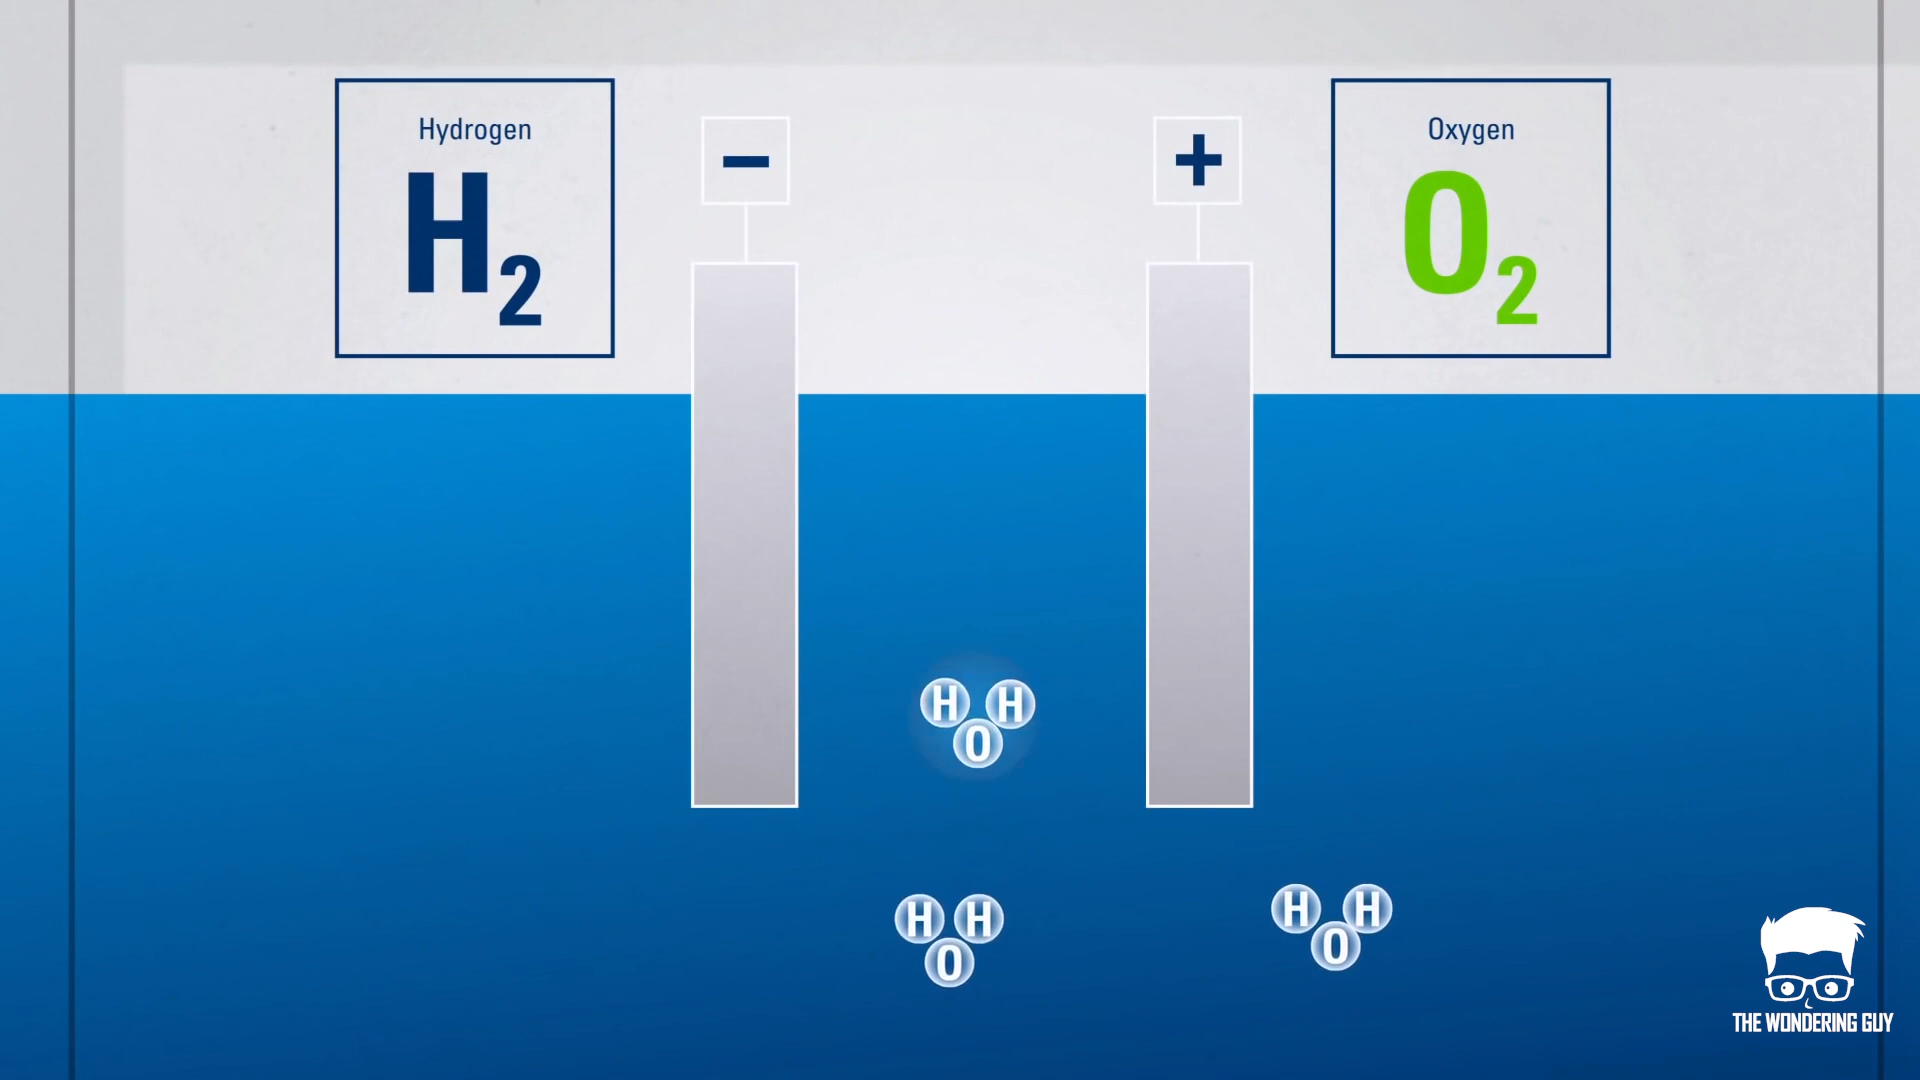 Hydrogen
H2
−
+
Oxygen
O2
H H
O
H H
O
H H
O
THE WONDERING GUY